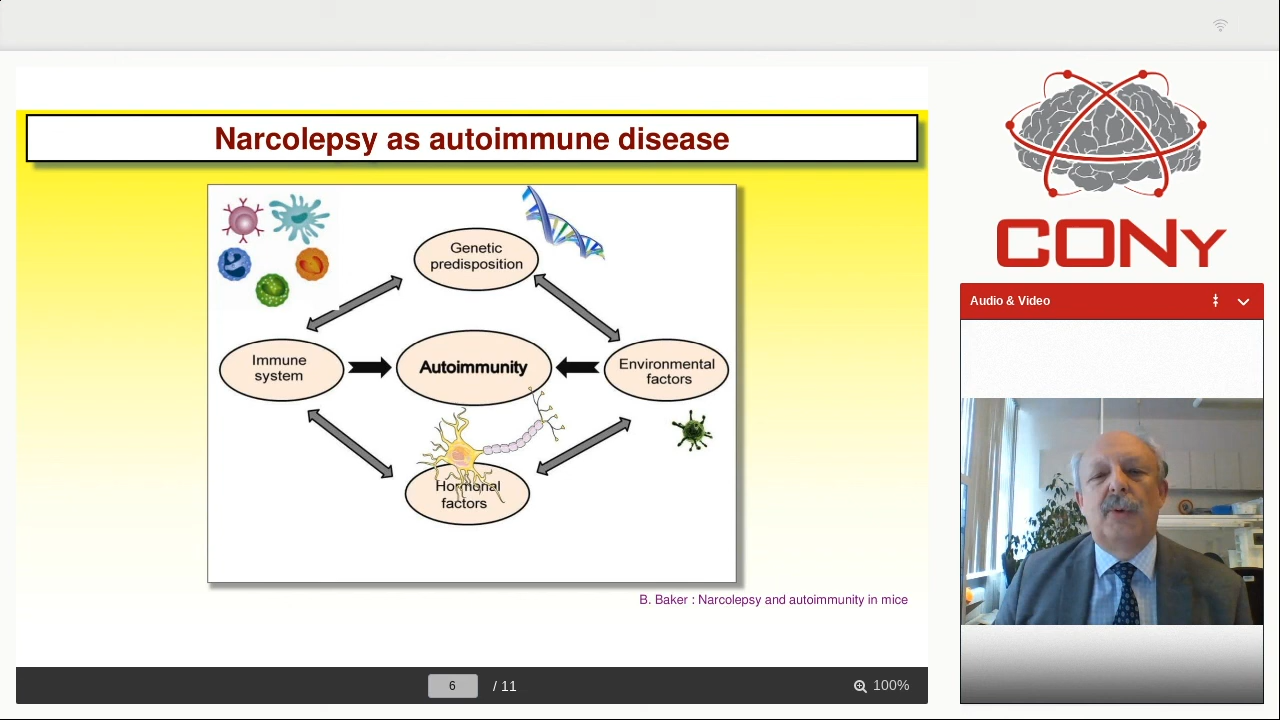 Narcolepsy as autoimmune disease
Genetic
predisposition
Immune
system
Autoimmunity
Environmental
factors
Hormonal
factors
B. Baker : Narcolepsy and autoimmunity in mice
6 / 11
100%
CONy
Audio & Video